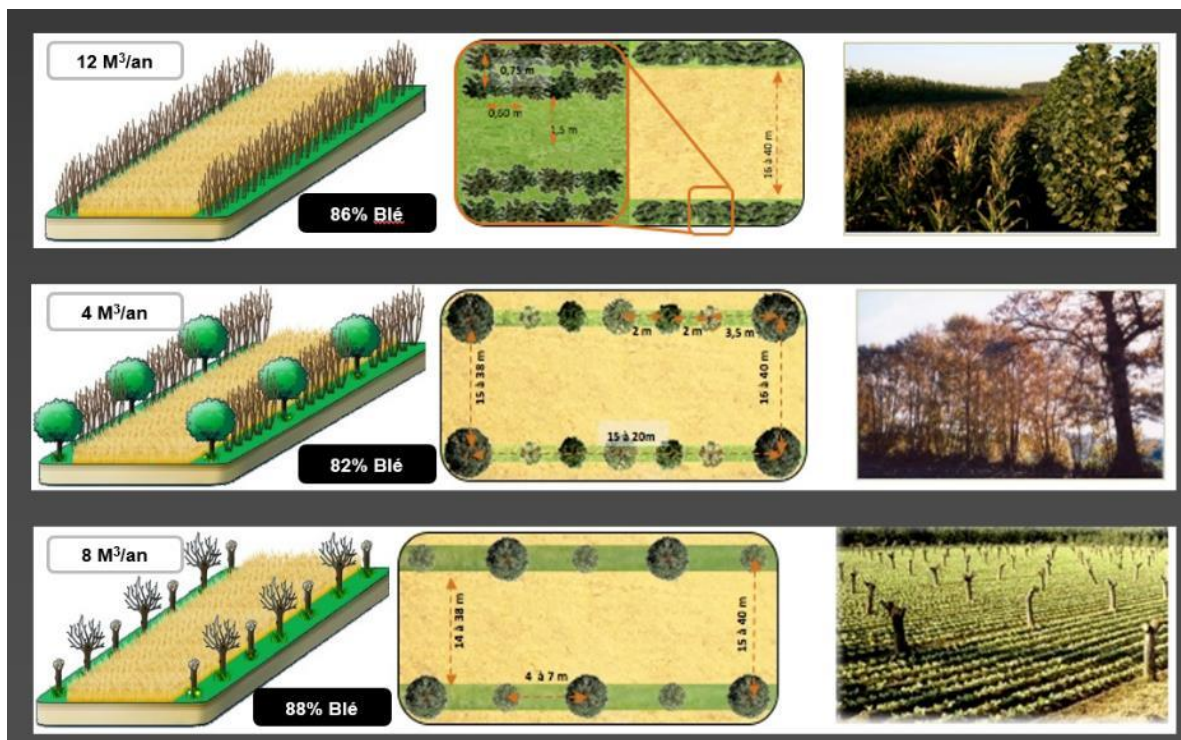 12 M³/an
86% Blé
0,75 m
0,60 m
1,5 m
16 à 40 m
4 M³/an
82% Blé
2 m
2 m
3,5 m
15 à 38 m
16 à 40 m
15 à 20m
8 M³/an
88% Blé
14 à 38 m
15 à 40 m
4 à 7 m